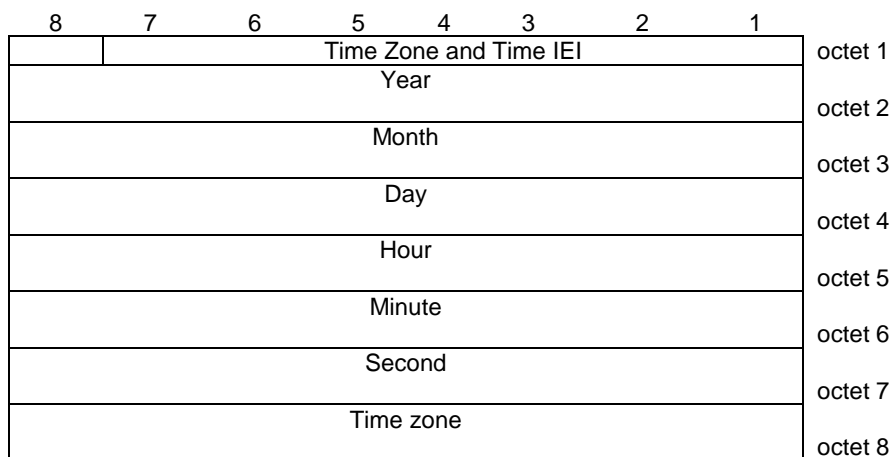 8 7 6 5 4 3 2 1
Time Zone and Time IEI octet 1
Year
octet 2
Month
octet 3
Day
octet 4
Hour
octet 5
Minute
octet 6
Second
octet 7
Time zone
octet 8